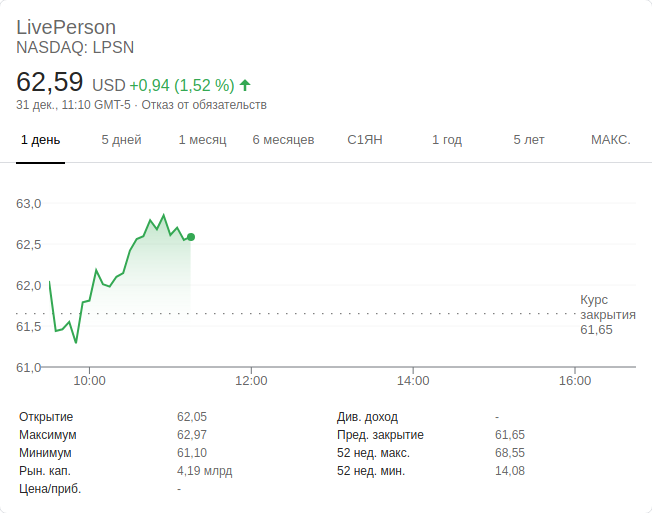 LivePerson
NASDAQ: LPSN
62,59 USD +0,94 (1,52 %)
31 дек., 11:10 GMT-5 · Отказ от обязательств
1 день 5 дней 1 месяц 6 месяцев С1ЯН 1 год 5 лет МАКС.
63,0
62,5
62,0
61,5
61,0
Курс
закрытия
61,65
10:00 12:00 14:00 16:00
Открытие 62,05
Максимум 62,97
Минимум 61,10
Рын. кап. 4,19 млрд
Цена/приб. -
Див. доход -
Пред. закрытие 61,65
52 нед. макс. 68,55
52 нед. мин. 14,08